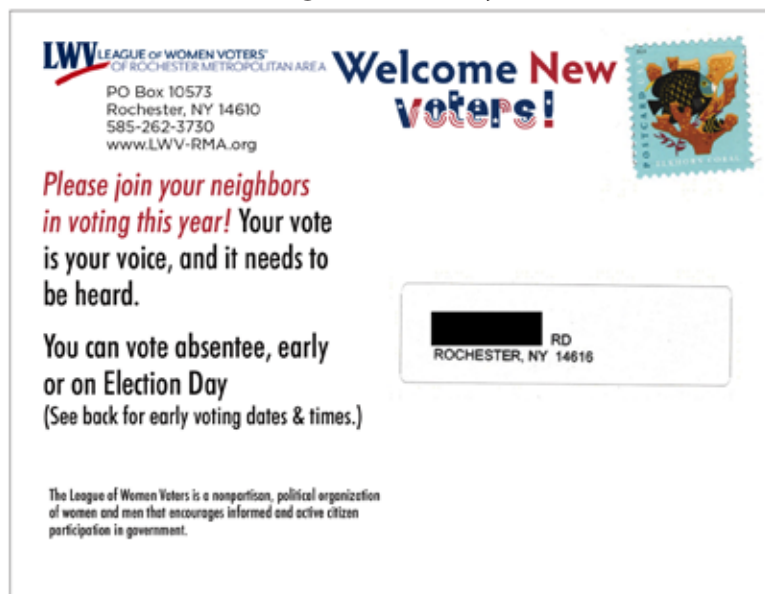 LWV LEAGUE OF WOMEN VOTERS®
OF ROCHESTER METROPOLITAN AREA
PO Box 10573
Rochester, NY 14610
585-262-3730
www.LWV-RMA.org
Welcome New
Voters!
POSTCARD USA
ELKHORN CORAL
Please join your neighbors
in voting this year! Your vote
is your voice, and it needs to
be heard.
You can vote absentee, early
or on Election Day
(See back for early voting dates & times.)
RD
ROCHESTER, NY 14616
The League of Women Voters is a nonpartisan, political organization
of women and men that encourages informed and active citizen
participation in government.